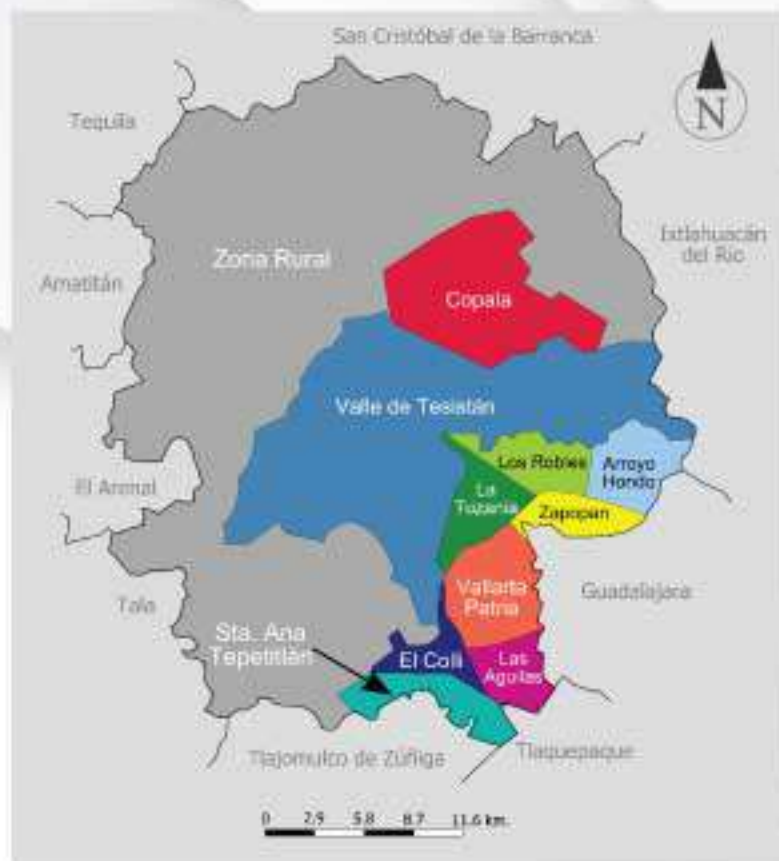 San Cristóbal de la Barranca
N
Tequila
Ixtlahuacán
del Río
Zona Rural
Amatitán
Copala
Valle de Tesistán
Los Robles
Arroyo
Hondo
El Arenal
La
Tuzanía
Zapopan
Vallarta
Patria
Guadalajara
Tala
Sta. Ana
Tepetitlán
El Colli
Las
Aguilas
Tlajomulco de Zúñiga
Tlaquepaque
0 2.9 5.8 8.7 11.6 km.